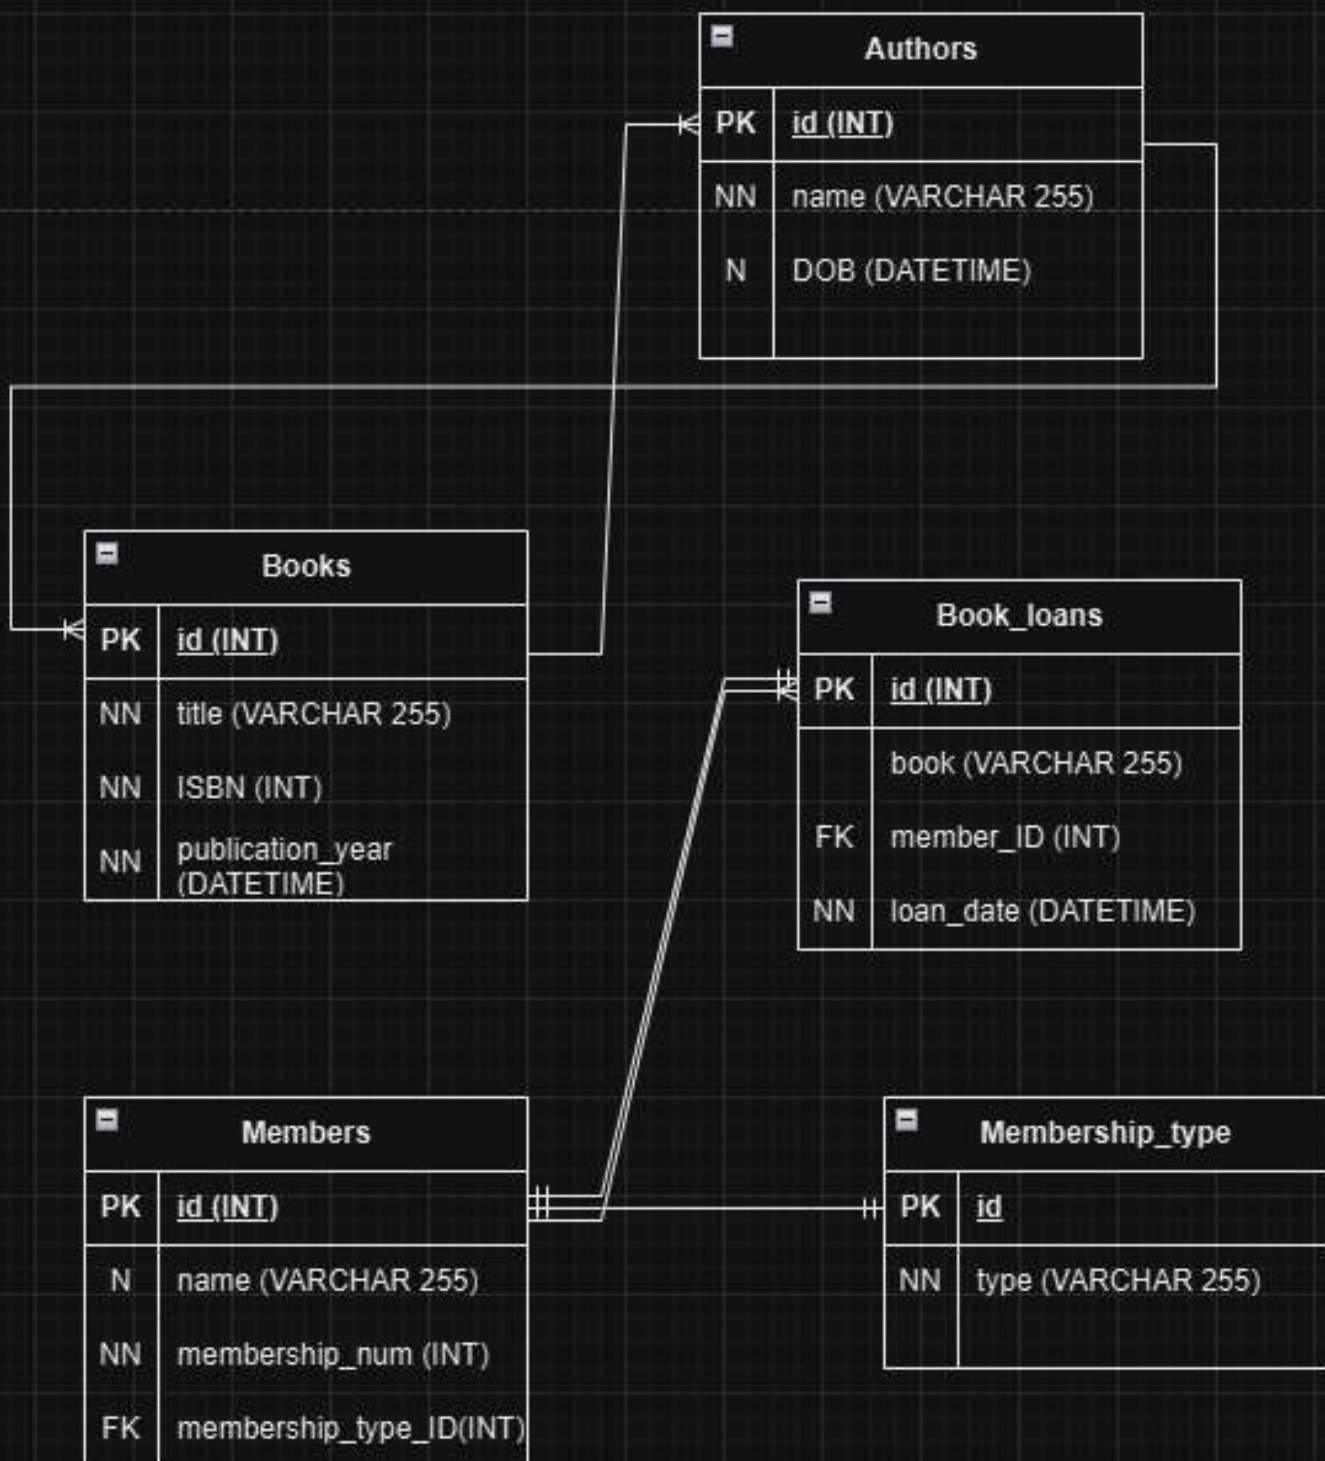 Authors
PK id (INT)
NN name (VARCHAR 255)
N DOB (DATETIME)
Books
PK id (INT)
NN title (VARCHAR 255)
NN ISBN (INT)
NN publication_year
(DATETIME)
Book_loans
PK id (INT)
book (VARCHAR 255)
FK member_ID (INT)
NN loan_date (DATETIME)
Members
PK id (INT)
N name (VARCHAR 255)
NN membership_num (INT)
FK membership_type_ID(INT)
Membership_type
PK id
NN type (VARCHAR 255)